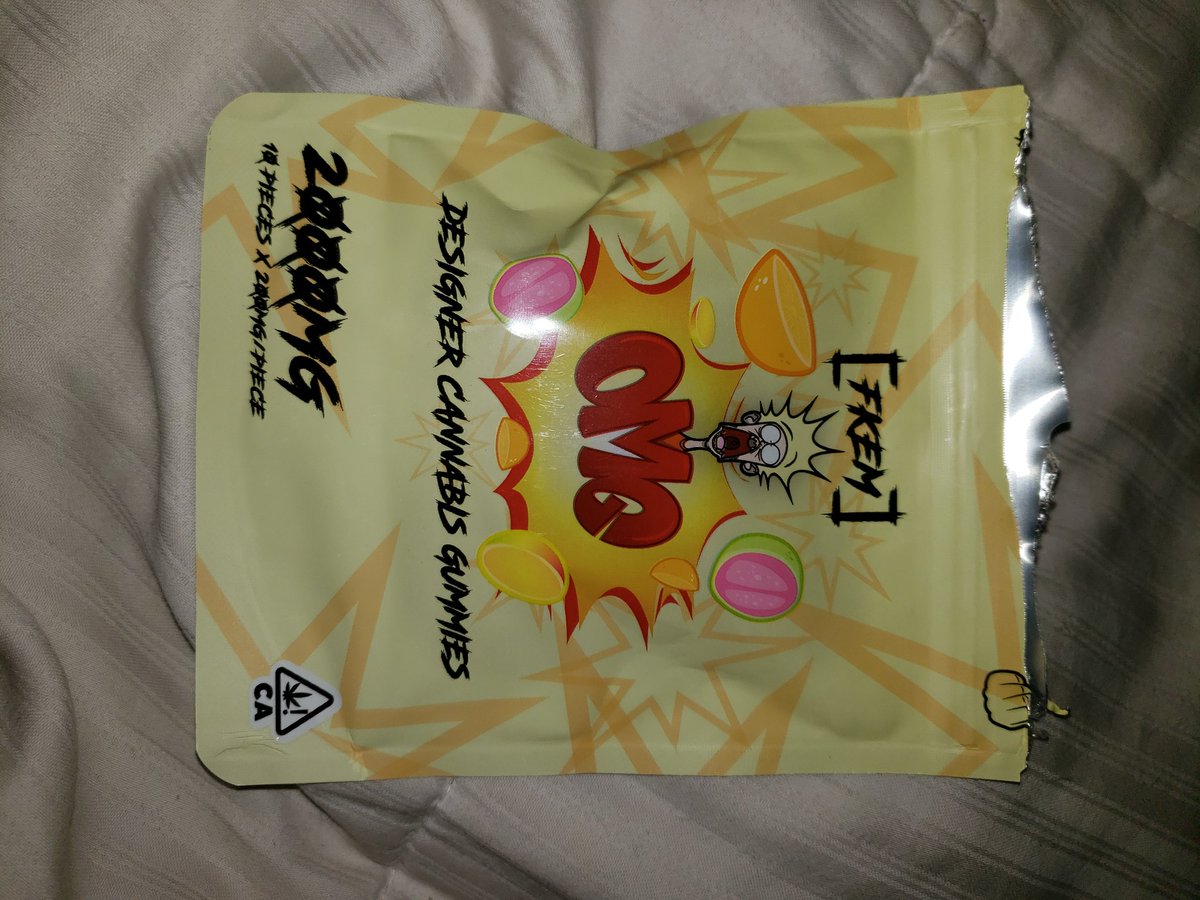 [FKEM]
OMG
DESIGNER CANNABIS GUMMIES
2000MG
10 PIECES X 200MG/PIECE
! CA